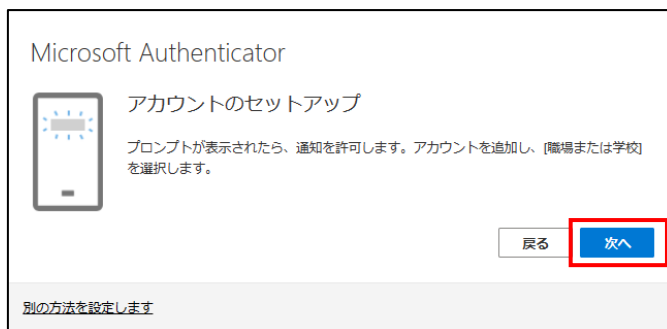 Microsoft Authenticator
アカウントのセットアップ
プロンプトが表示されたら、通知を許可します。アカウントを追加し、[職場または学校]
を選択します。
戻る
次へ
別の方法を設定します